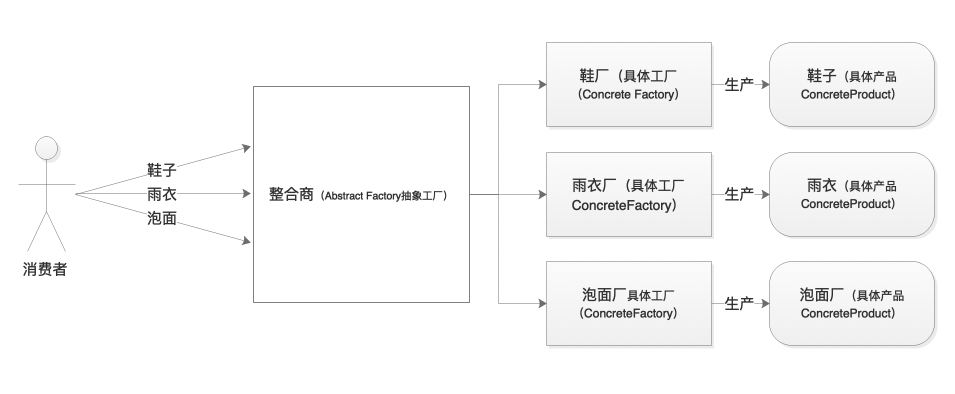 消费者
鞋子
雨衣
泡面
整合商（Abstract Factory抽象工厂）
鞋厂（具体工厂
（Concrete Factory）
生产
鞋子（具体产品
ConcreteProduct）
雨衣厂（具体工厂
ConcreteFactory）
生产
雨衣（具体产品
ConcreteProduct）
泡面厂具体工厂
（ConcreteFactory）
生产
泡面厂（具体产品
ConcreteProduct）